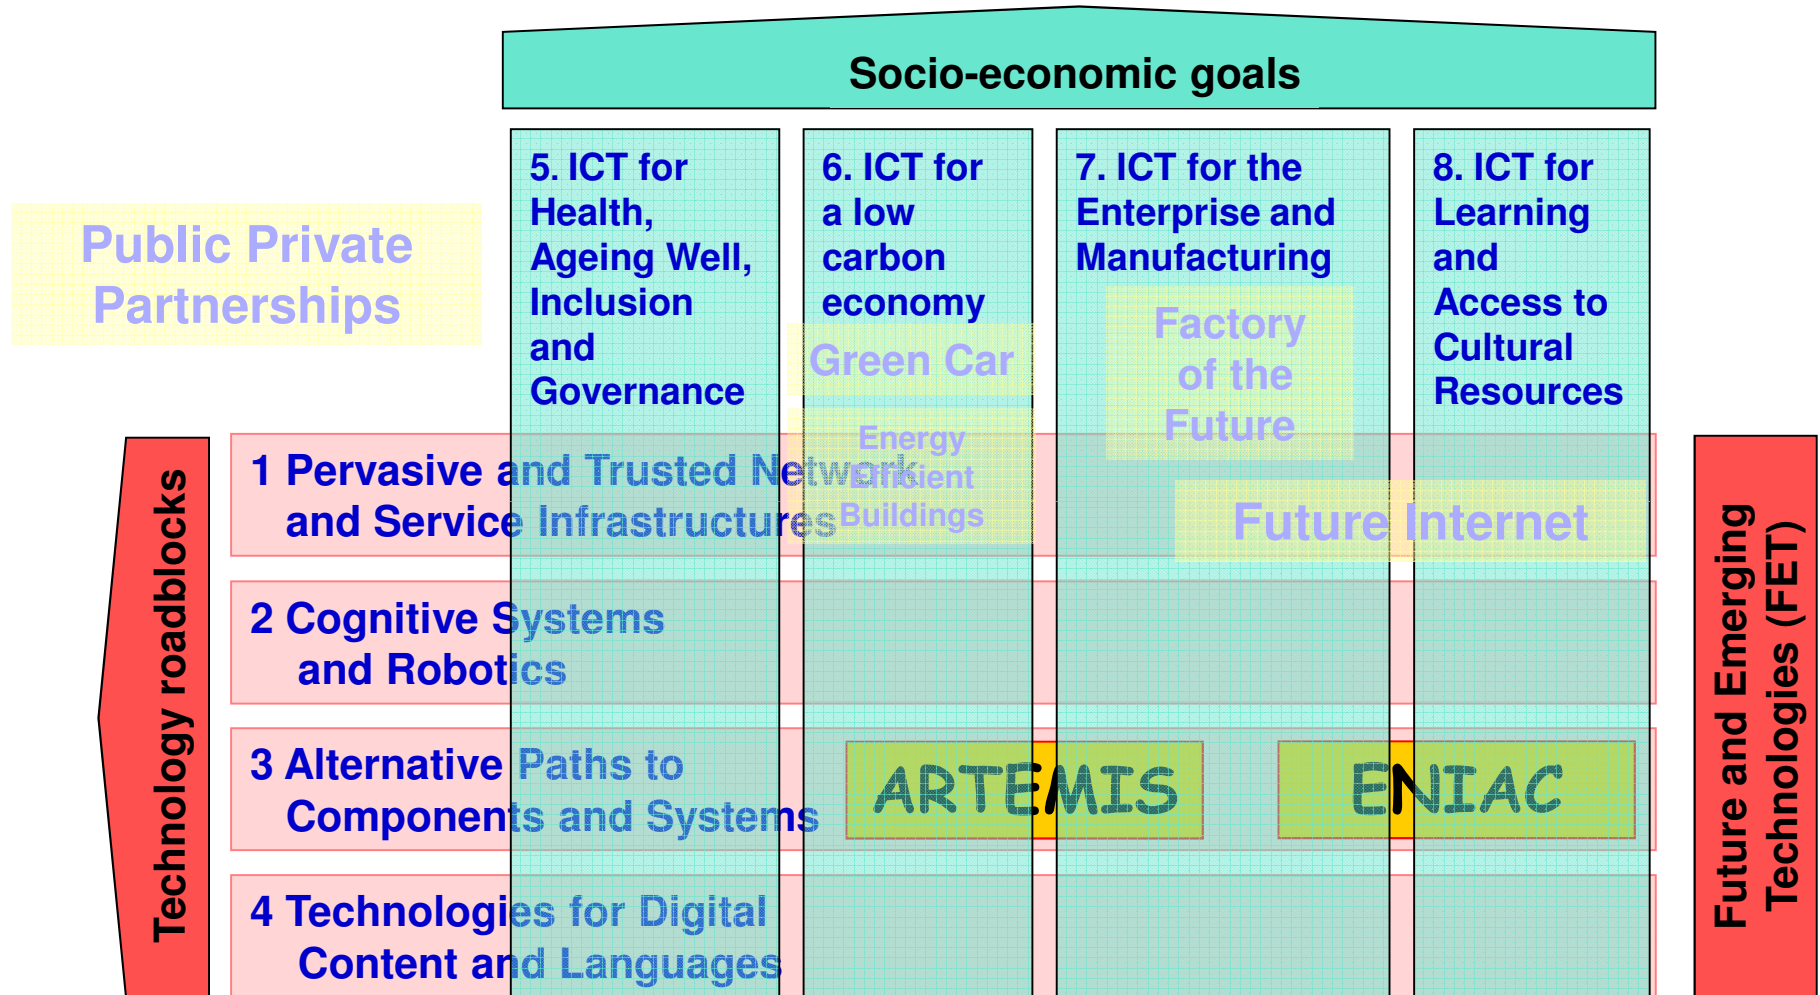 Socio-economic goals
Public Private
Partnerships
5. ICT for
Health,
Ageing Well,
Inclusion
and
Governance
6. ICT for
a low
carbon
economy
Green Car
Energy
Efficient
Buildings
7. ICT for the
Enterprise and
Manufacturing
Factory
of the
Future
8. ICT for
Learning
and
Access to
Cultural
Resources
Future Internet
Technology roadblocks
1 Pervasive and Trusted Network
and Service Infrastructures
2 Cognitive Systems
and Robotics
3 Alternative Paths to
Components and Systems
ARTEMIS
ENIAC
4 Technologies for Digital
Content and Languages
Future and Emerging
Technologies (FET)